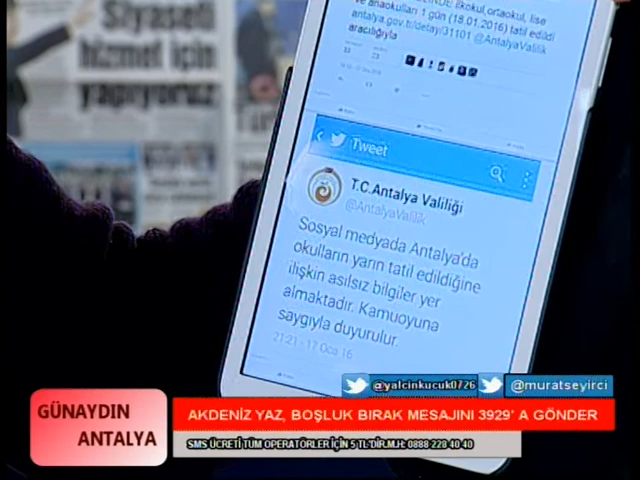 Siyaseti
hizmet için
yapıyoruz
ilkokul,ortaokul, lise
ve anaokulları 1 gün (18.01.2016) tatil edildi
antalya.gov.tr/detay/31101 @AntalyaValilik
aracılığıyla
Tweet
T.C.Antalya Valiliği
@AntalyaValilik
Sosyal medyada Antalya'da
okulların yarın tatil edildiğine
ilişkin asılsız bilgiler yer
almaktadır. Kamuoyuna
saygıyla duyurulur.
21:21 - 17 Oca 16
@yalcinkucuk0726
@muratseyirci
GÜNAYDIN
ANTALYA
AKDENİZ YAZ, BOŞLUK BIRAK MESAJINI 3929' A GÖNDER
SMS ÜCRETİ TÜM OPERATÖRLER İÇİN 5 TL'DİR.M.H: 0888 228 40 40